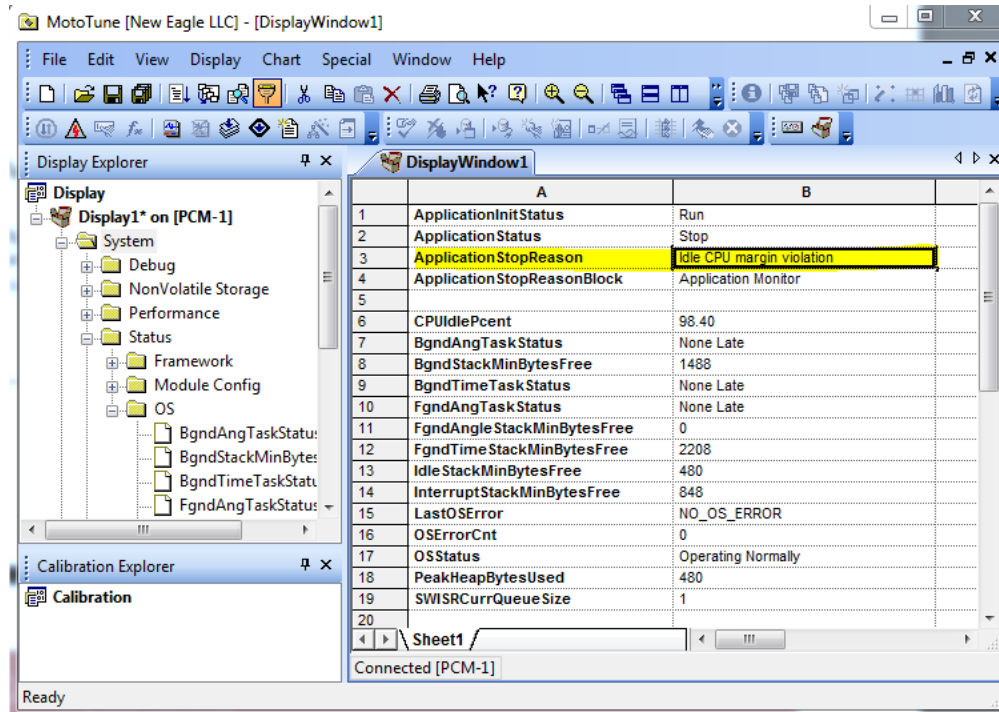 MotoTune [New Eagle LLC] - [DisplayWindow1]
File Edit View Display Chart Special Window Help
Display Explorer
DisplayWindow1
Display
Display1* on [PCM-1]
System
Debug
NonVolatile Storage
Performance
Status
Framework
Module Config
OS
BgndAngTaskStatus
BgndStackMinBytes
BgndTimeTaskStatu
FgndAngTaskStatus
Calibration Explorer
Calibration
A B
1 ApplicationInitStatus Run
2 ApplicationStatus Stop
3 ApplicationStopReason Idle CPU margin violation
4 ApplicationStopReasonBlock Application Monitor
5
6 CPUIdlePcent 98.40
7 BgndAngTaskStatus None Late
8 BgndStackMinBytesFree 1488
9 BgndTimeTaskStatus None Late
10 FgndAngTaskStatus None Late
11 FgndAngleStackMinBytesFree 0
12 FgndTimeStackMinBytesFree 2208
13 IdleStackMinBytesFree 480
14 InterruptStackMinBytesFree 848
15 LastOSError NO_OS_ERROR
16 OSErrorCnt 0
17 OSStatus Operating Normally
18 PeakHeapBytesUsed 480
19 SWISRCurrQueueSize 1
20
Sheet1
Connected [PCM-1]
Ready